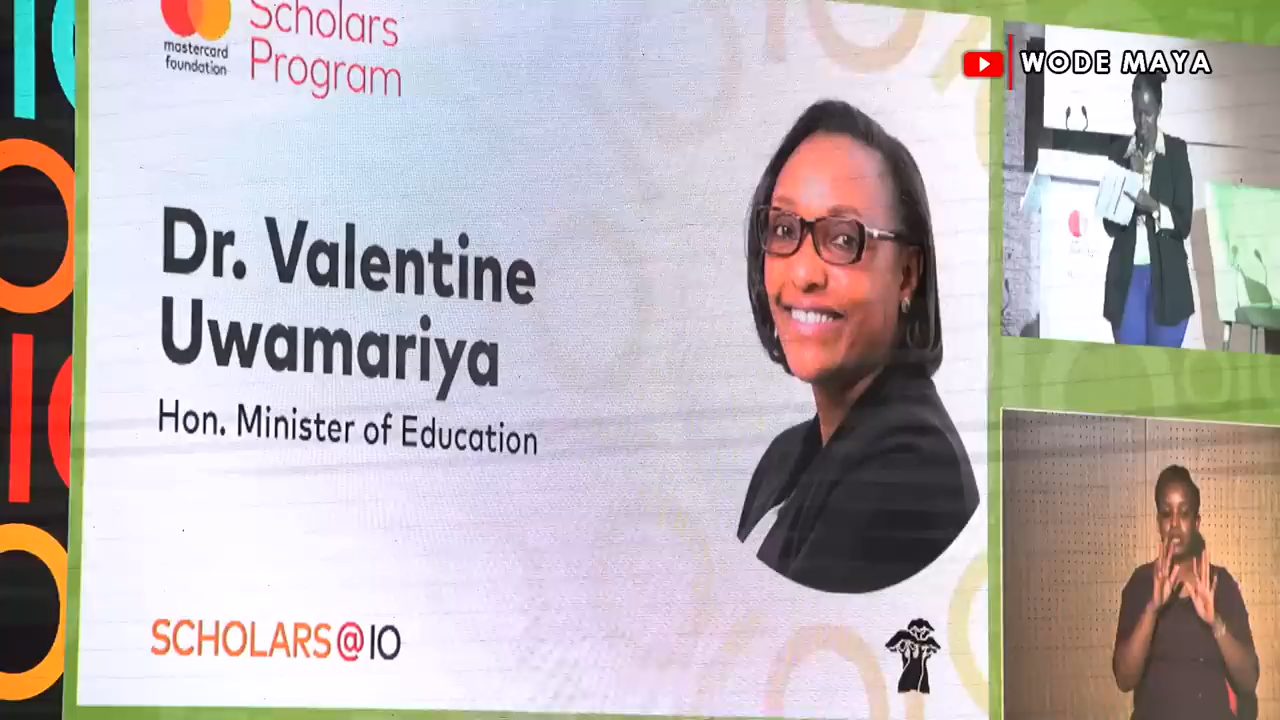 Scholars
Program
mastercard
foundation
Dr. Valentine
Uwamariya
Hon. Minister of Education
SCHOLARS@10
WODE MAYA